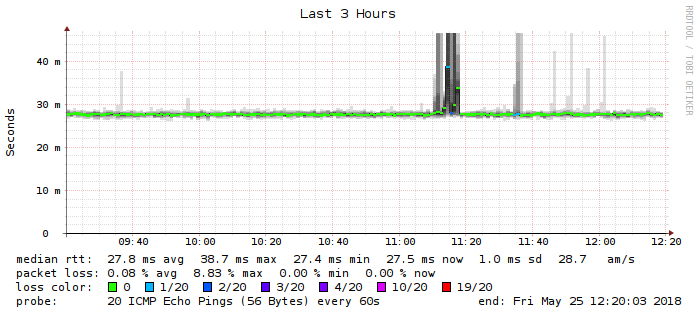 Last 3 Hours
RRDTOOL / TOBI OETIKER
Seconds
40 m
30 m
20 m
10 m
0
09:40 10:00 10:20 10:40 11:00 11:20 11:40 12:00 12:20
median rtt: 27.8 ms avg 38.7 ms max 27.4 ms min 27.5 ms now 1.0 ms sd 28.7 am/s
packet loss: 0.08 % avg 8.83 % max 0.00 % min 0.00 % now
loss color: 0 1/20 2/20 3/20 4/20 10/20 19/20
probe: 20 ICMP Echo Pings (56 Bytes) every 60s end: Fri May 25 12:20:03 2018